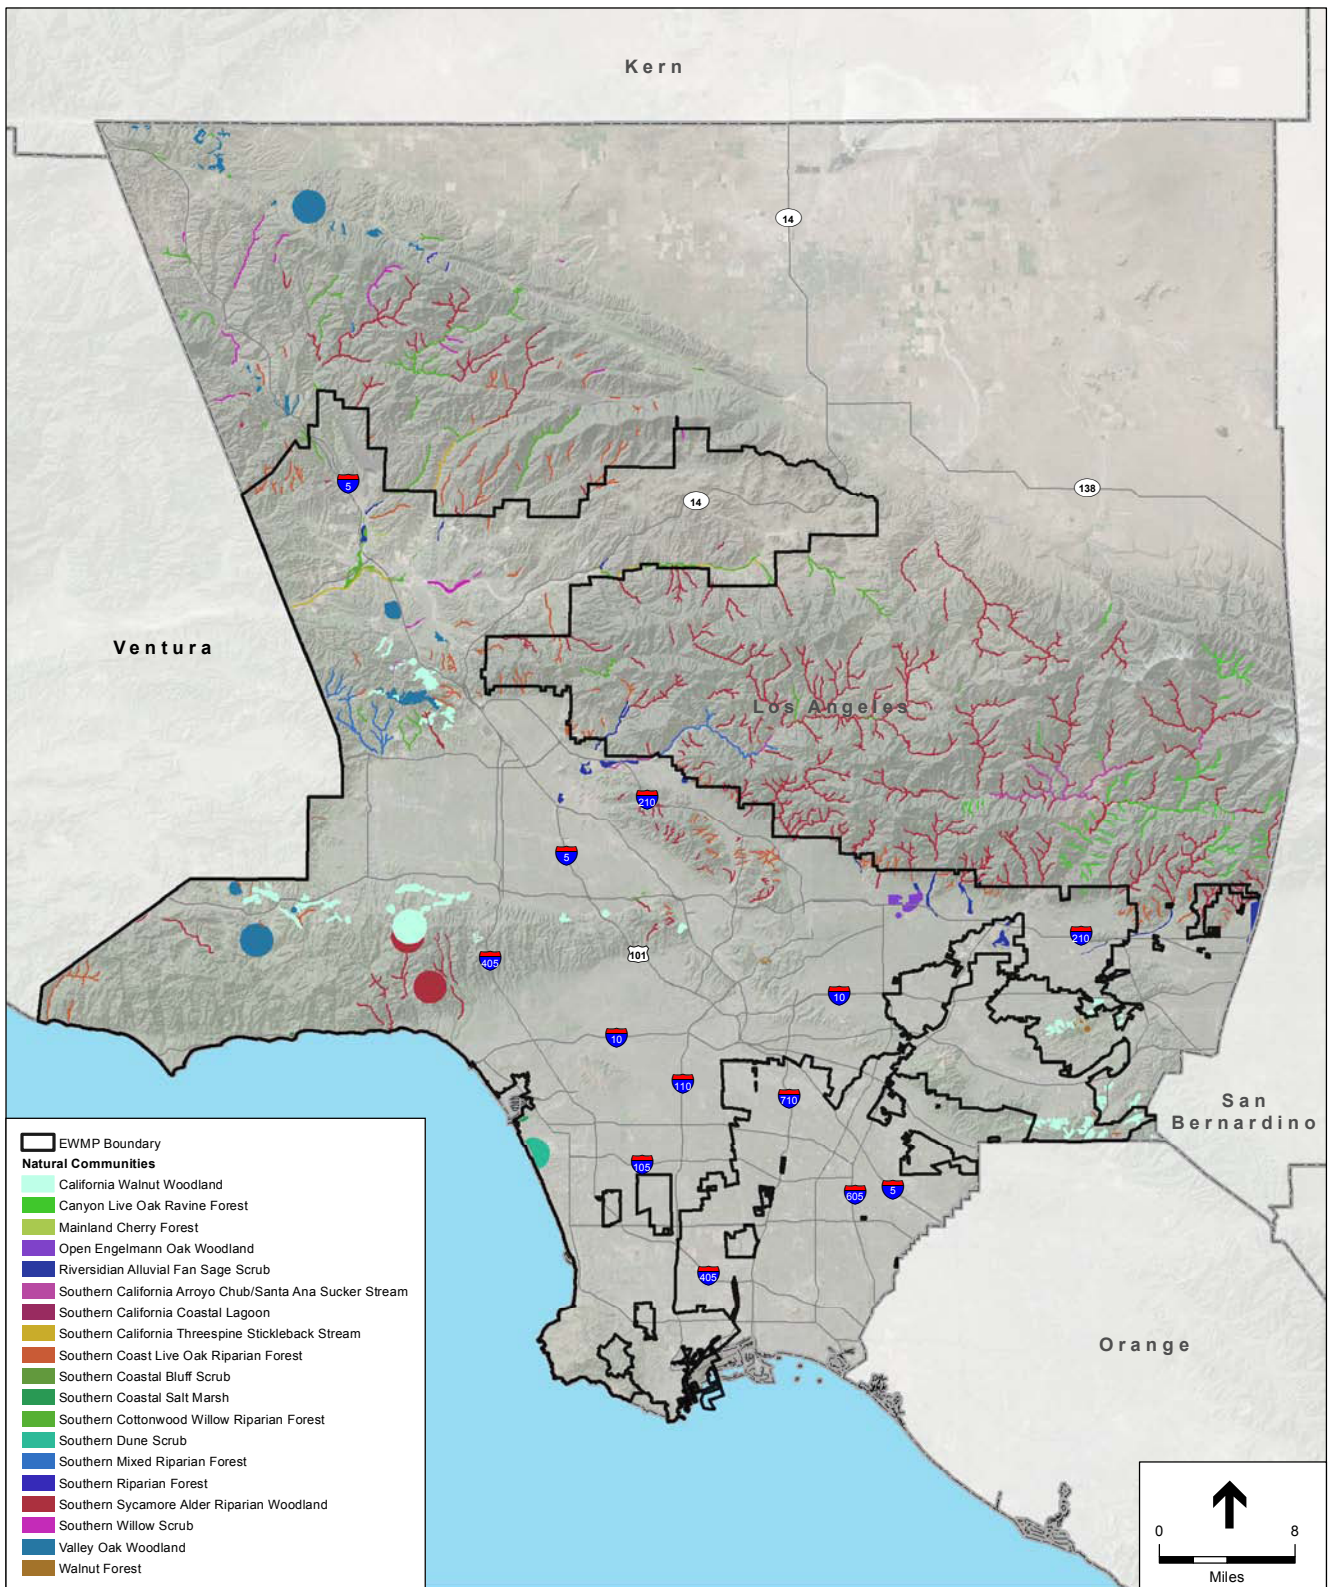 Kern
14
5
14
138
Ventura
Los Angeles
210
5
210
405
101
10
10
110
710
San
Bernardino
105
605
5
405
Orange
EWMP Boundary
Natural Communities
California Walnut Woodland
Canyon Live Oak Ravine Forest
Mainland Cherry Forest
Open Engelmann Oak Woodland
Riversidian Alluvial Fan Sage Scrub
Southern California Arroyo Chub/Santa Ana Sucker Stream
Southern California Coastal Lagoon
Southern California Threespine Stickleback Stream
Southern Coast Live Oak Riparian Forest
Southern Coastal Bluff Scrub
Southern Coastal Salt Marsh
Southern Cottonwood Willow Riparian Forest
Southern Dune Scrub
Southern Mixed Riparian Forest
Southern Riparian Forest
Southern Sycamore Alder Riparian Woodland
Southern Willow Scrub
Valley Oak Woodland
Walnut Forest
0 8
Miles